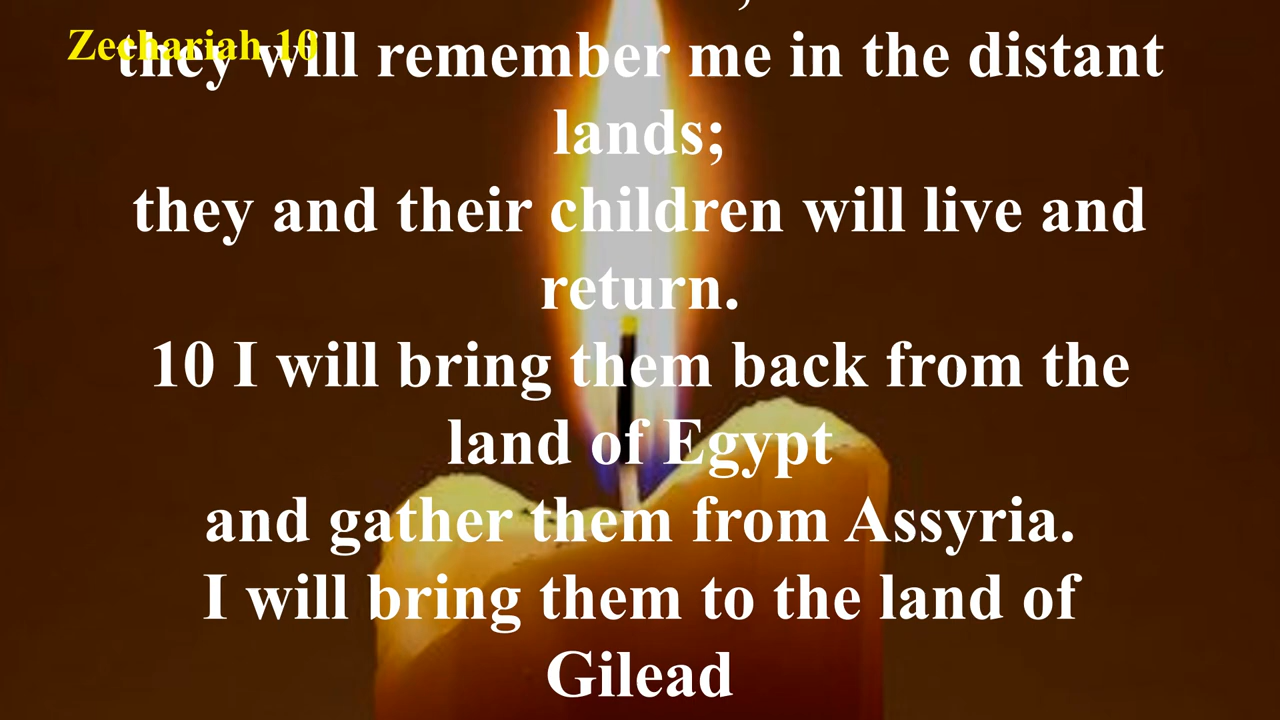 Zechariah 10
they will remember me in the distant
lands;
they and their children will live and
return.
10 I will bring them back from the
land of Egypt
and gather them from Assyria.
I will bring them to the land of
Gilead